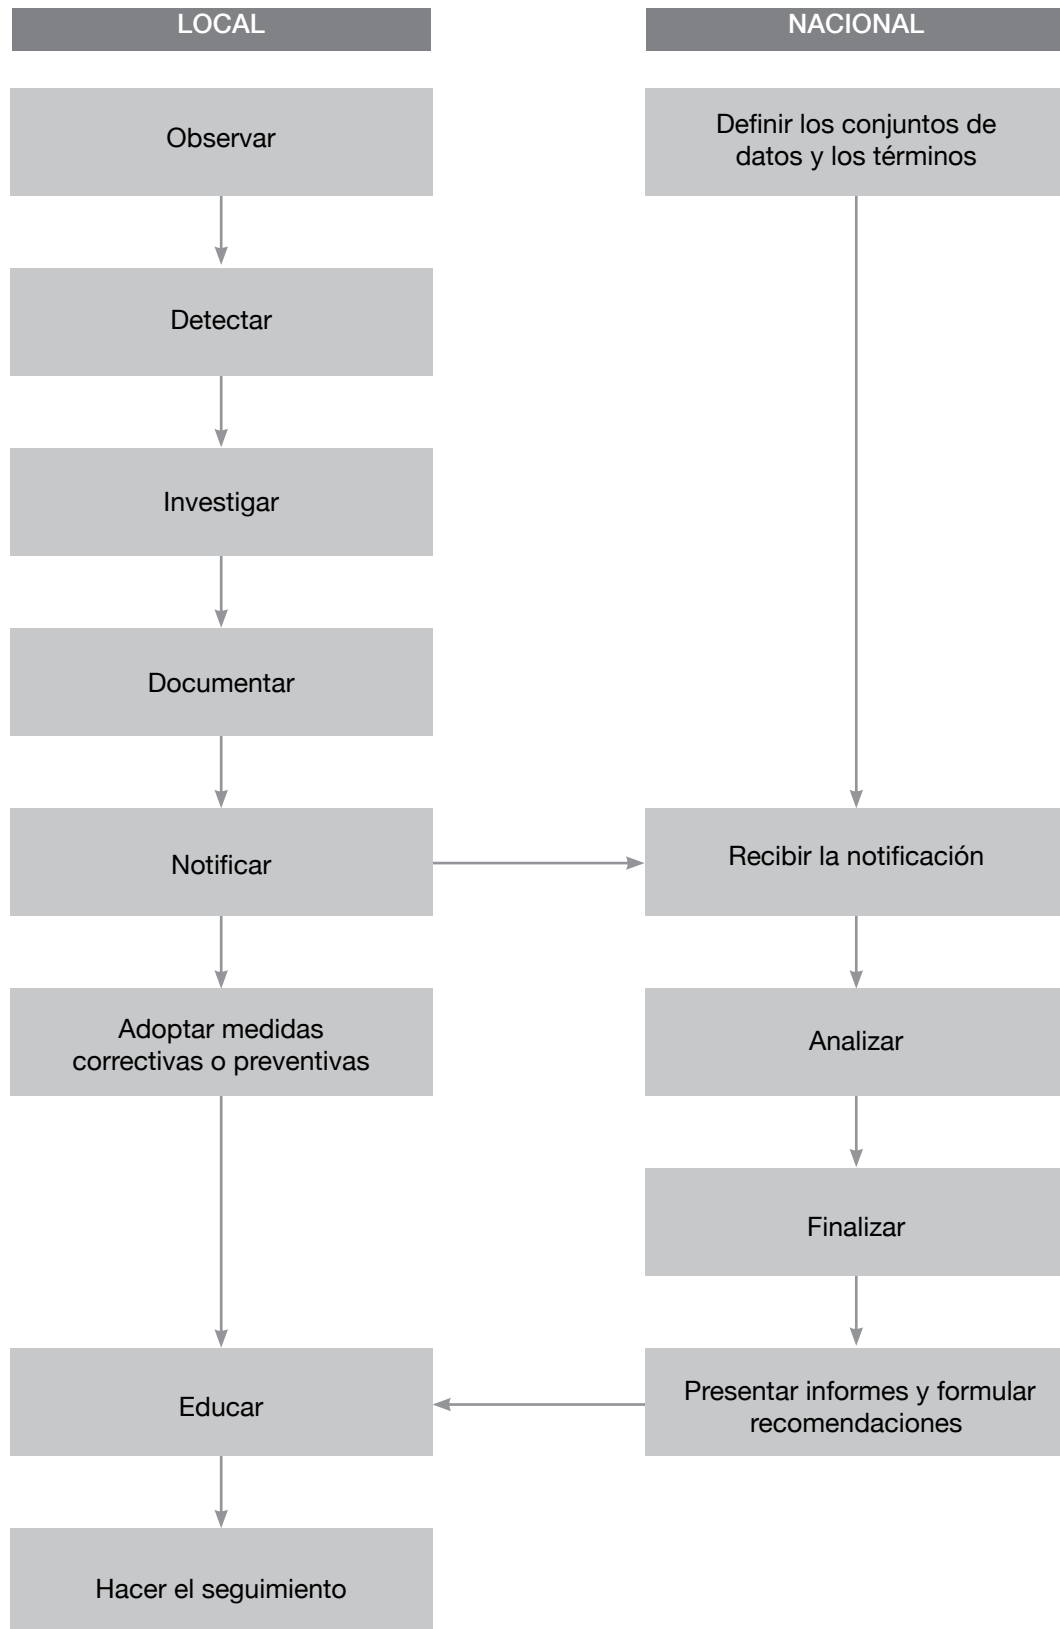 LOCAL
Observar
Detectar
Investigar
Documentar
Notificar
Adoptar medidas
correctivas o preventivas
Educar
Hacer el seguimiento
NACIONAL
Definir los conjuntos de
datos y los términos
Recibir la notificación
Analizar
Finalizar
Presentar informes y formular
recomendaciones